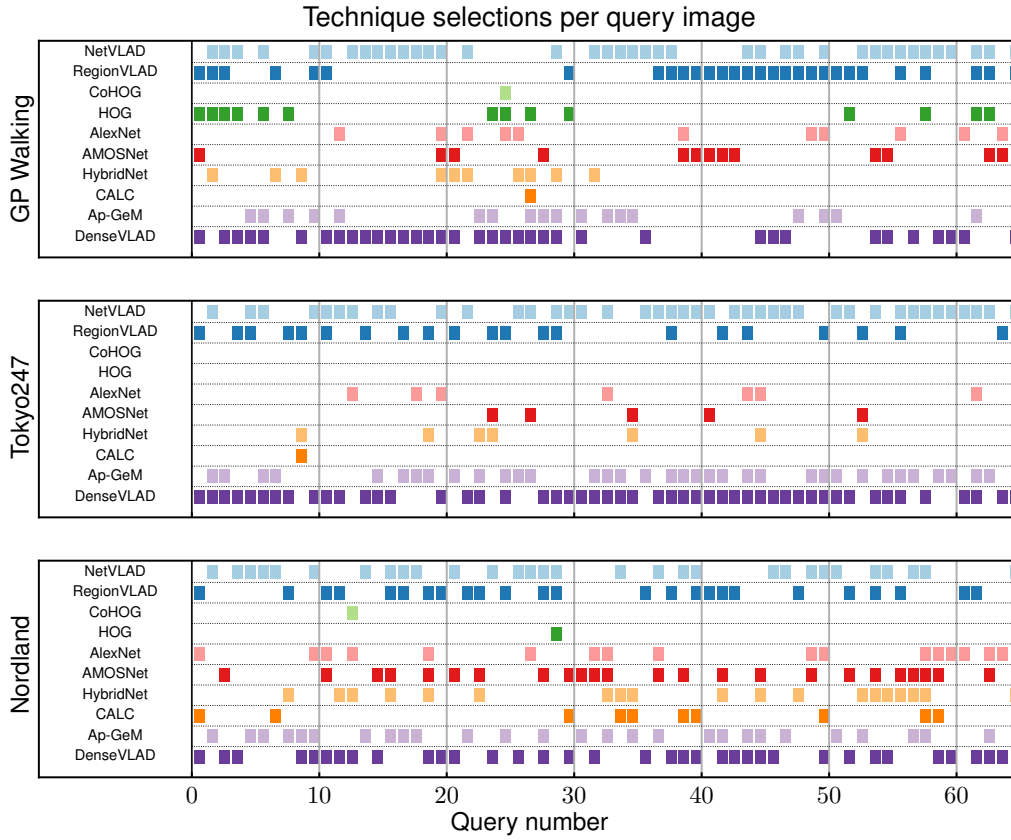 Technique selections per query image
GP Walking
NetVLAD
RegionVLAD
CoHOG
HOG
AlexNet
AMOSNet
HybridNet
CALC
Ap-GeM
DenseVLAD
Tokyo247
NetVLAD
RegionVLAD
CoHOG
HOG
AlexNet
AMOSNet
HybridNet
CALC
Ap-GeM
DenseVLAD
Nordland
NetVLAD
RegionVLAD
CoHOG
HOG
AlexNet
AMOSNet
HybridNet
CALC
Ap-GeM
DenseVLAD
0 10 20 30 40 50 60
Query number